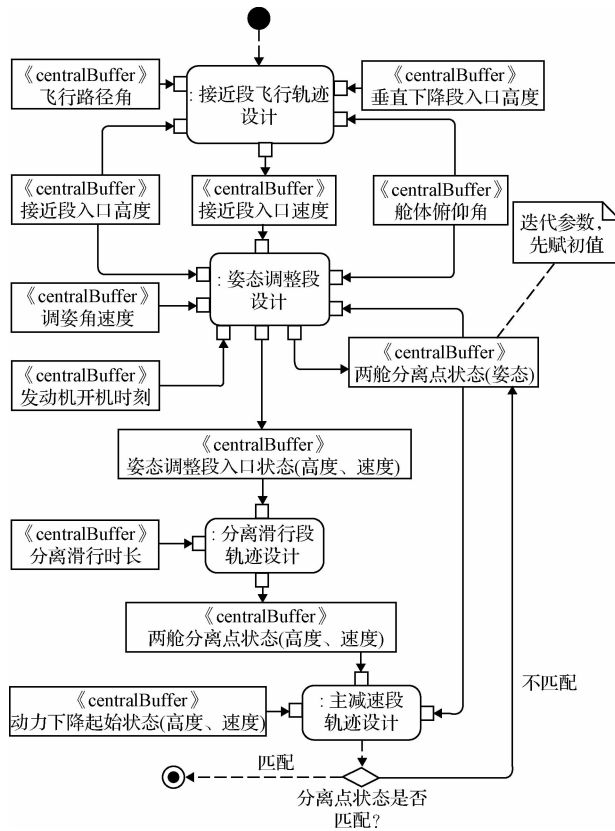 《centralBuffer》
飞行路径角
: 接近段飞行轨迹
设计
《centralBuffer》
垂直下降段入口高度
《centralBuffer》
接近段入口高度
《centralBuffer》
接近段入口速度
《centralBuffer》
舱体俯仰角
迭代参数,
先赋初值
: 姿态调整段
设计
《centralBuffer》
调姿角速度
《centralBuffer》
两舱分离点状态(姿态)
《centralBuffer》
发动机开机时刻
《centralBuffer》
姿态调整段入口状态(高度、速度)
: 分离滑行段
轨迹设计
《centralBuffer》
分离滑行时长
《centralBuffer》
两舱分离点状态(高度、速度)
不匹配
《centralBuffer》
动力下降起始状态(高度、速度)
: 主减速段
轨迹设计
匹配
分离点状态是否
匹配?